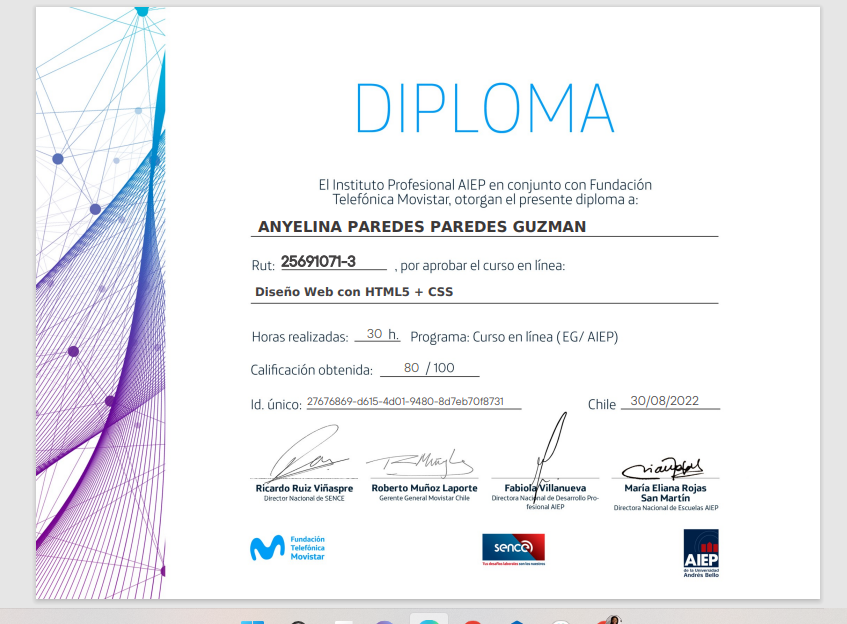 DIPLOMA
El Instituto Profesional AIEP en conjunto con Fundación
Telefónica Movistar, otorgan el presente diploma a:
ANYELINA PAREDES PAREDES GUZMAN
Rut: 25691071-3 , por aprobar el curso en línea:
Diseño Web con HTML5 + CSS
Horas realizadas: 30 h. Programa: Curso en línea (EG/ AIEP)
Calificación obtenida: 80 / 100
Id. único: 27676869-d615-4d01-9480-8d7eb70f8731 Chile 30/08/2022
Ricardo Ruiz Viñaspre
Director Nacional de SENCE
Roberto Muñoz Laporte
Gerente General Movistar Chile
Fabiola Villanueva
Directora Nacional de Desarrollo Pro-
fesional AIEP
María Eliana Rojas
San Martín
Directora Nacional de Escuelas AIEP
Fundación
Telefónica
Movistar
sence
Tus desafíos laborales son los nuestros
AIEP
de la Universidad
Andrés Bello